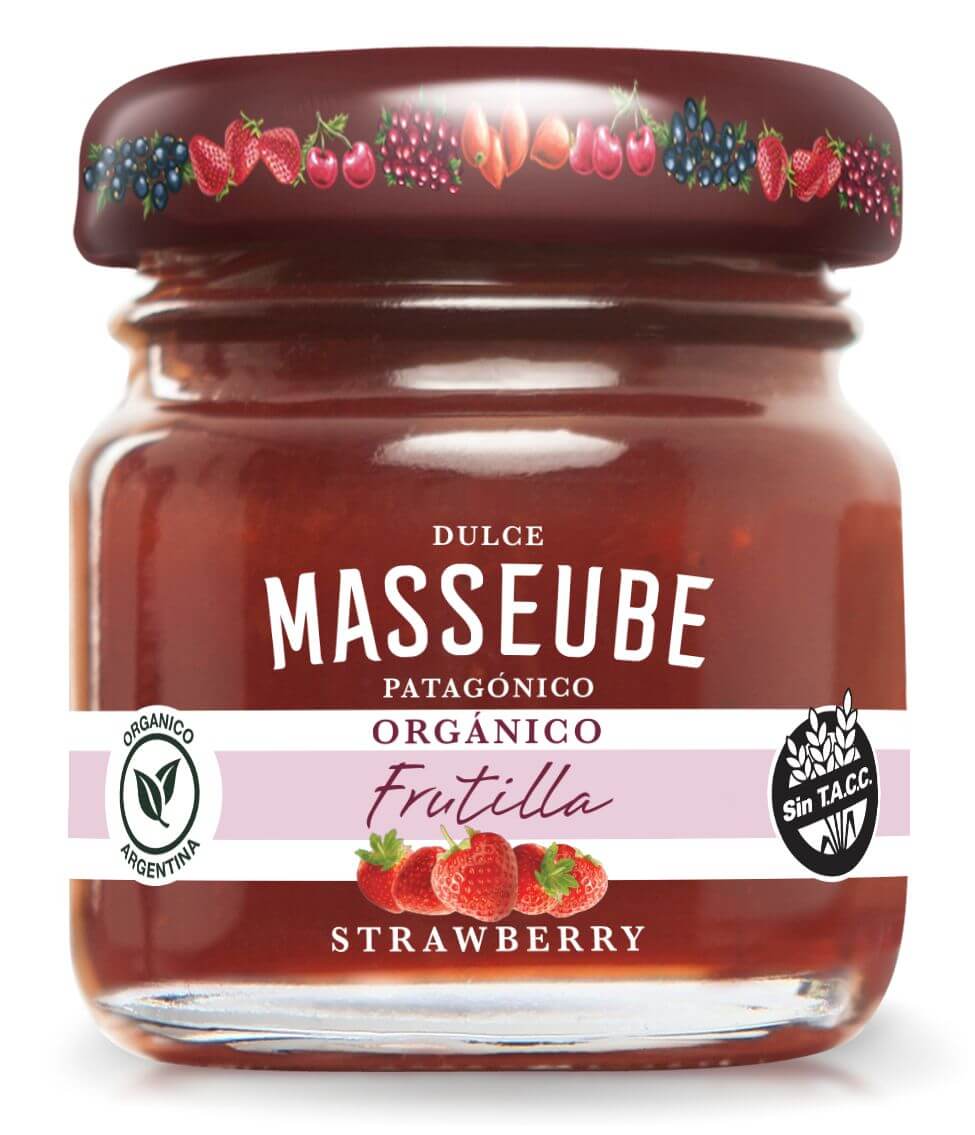 DULCE
MASSEUBE
PATAGÓNICO
ORGÁNICO
Frutilla
STRAWBERRY
ORGANICO
ARGENTINA
Sin T.A.C.C.